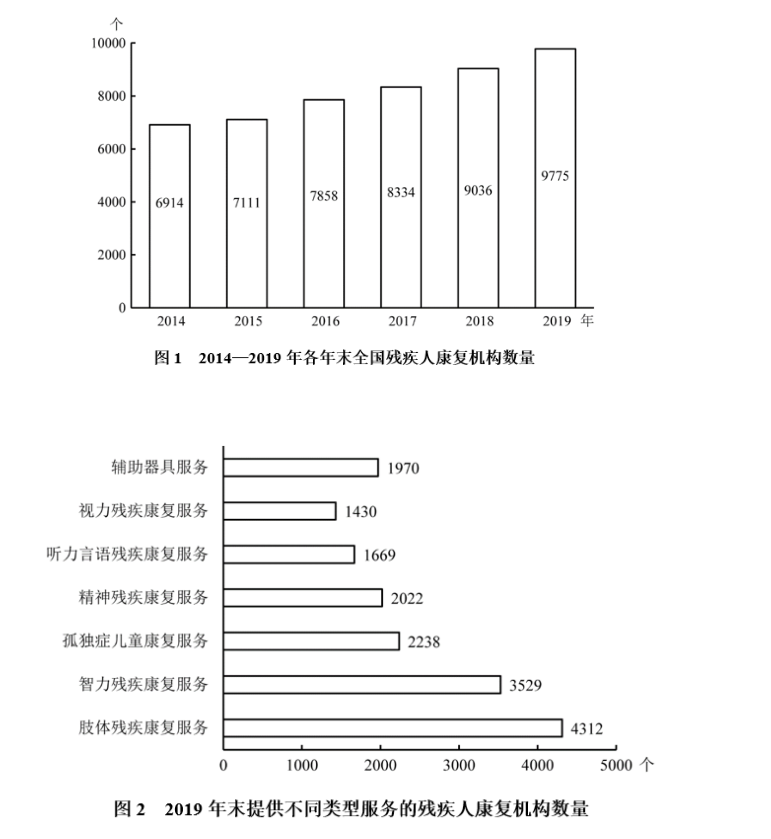 个
10000
8000
6000
4000
2000
0
6914
7111
7858
8334
9036
9775
2014
2015
2016
2017
2018
2019 年
图 1 2014—2019 年各年末全国残疾人康复机构数量
辅助器具服务 1970
视力残疾康复服务 1430
听力言语残疾康复服务 1669
精神残疾康复服务 2022
孤独症儿童康复服务 2238
智力残疾康复服务 3529
肢体残疾康复服务 4312
0 1000 2000 3000 4000 5000 个
图 2 2019 年末提供不同类型服务的残疾人康复机构数量